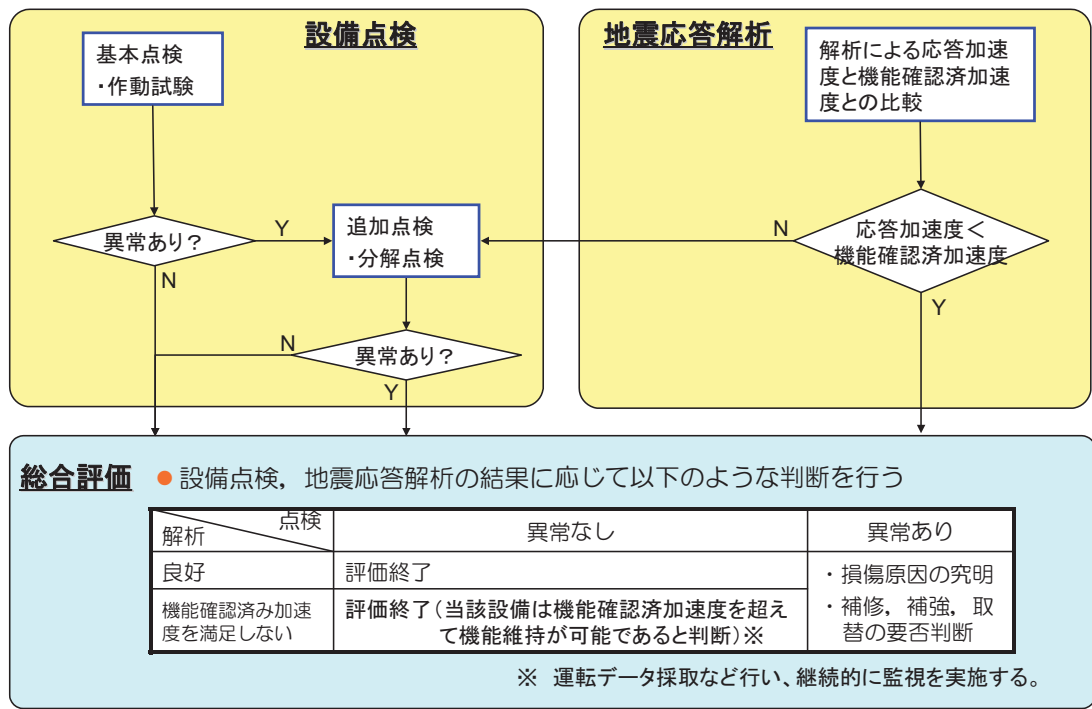 設備点検
基本点検
・作動試験
異常あり？
Y
N
追加点検
・分解点検
異常あり？
N
Y
地震応答解析
解析による応答加速
度と機能確認済加速
度との比較
応答加速度＜
機能確認済加速度
N
Y
総合評価
●設備点検，地震応答解析の結果に応じて以下のような判断を行う
点検
解析
異常なし
異常あり
良好
評価終了
・損傷原因の究明
・補修，補強，取
替の要否判断
機能確認済み加速
度を満足しない
評価終了（当該設備は機能確認済加速度を超え
て機能維持が可能であると判断）※
※ 運転データ採取など行い、継続的に監視を実施する。